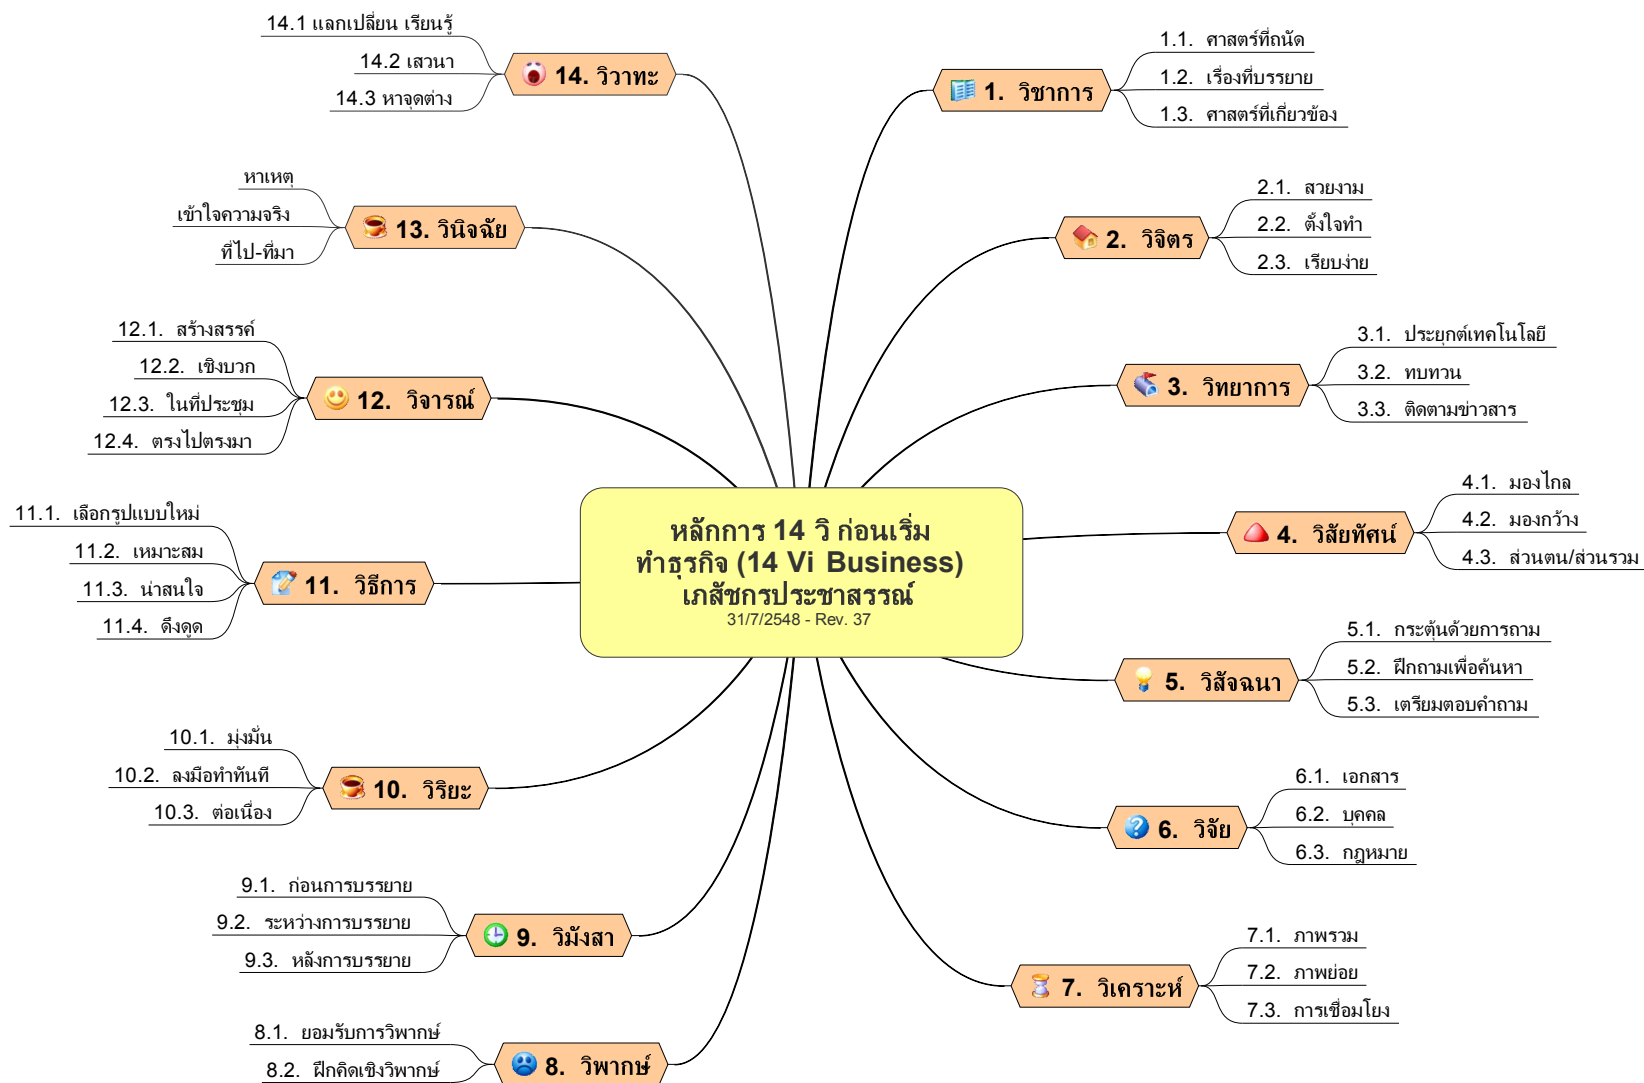 หลักการ 14 วิ ก่อนเริ่ม
ทำธุรกิจ (14 Vi Business)
เภสัชกรประชาสรรณ์
31/7/2548 - Rev. 37
1. วิชาการ
1.1. ศาสตร์ที่ถนัด
1.2. เรื่องที่บรรยาย
1.3. ศาสตร์ที่เกี่ยวข้อง
2. วิจิตร
2.1. สวยงาม
2.2. ตั้งใจทำ
2.3. เรียบง่าย
3. วิทยาการ
3.1. ประยุกต์เทคโนโลยี
3.2. ทบทวน
3.3. ติดตามข่าวสาร
4. วิสัยทัศน์
4.1. มองไกล
4.2. มองกว้าง
4.3. ส่วนตน/ส่วนรวม
5. วิสัจฉนา
5.1. กระตุ้นด้วยการถาม
5.2. ฝึกถามเพื่อค้นหา
5.3. เตรียมตอบคำถาม
6. วิจัย
6.1. เอกสาร
6.2. บุคคล
6.3. กฎหมาย
7. วิเคราะห์
7.1. ภาพรวม
7.2. ภาพย่อย
7.3. การเชื่อมโยง
8. วิพากษ์
8.1. ยอมรับการวิพากษ์
8.2. ฝึกคิดเชิงวิพากษ์
9. วิมังสา
9.1. ก่อนการบรรยาย
9.2. ระหว่างการบรรยาย
9.3. หลังการบรรยาย
10. วิริยะ
10.1. มุ่งมั่น
10.2. ลงมือทำทันที
10.3. ต่อเนื่อง
11. วิธีการ
11.1. เลือกรูปแบบใหม่
11.2. เหมาะสม
11.3. น่าสนใจ
11.4. ดึงดูด
12. วิจารณ์
12.1. สร้างสรรค์
12.2. เชิงบวก
12.3. ในที่ประชุม
12.4. ตรงไปตรงมา
13. วินิจฉัย
หาเหตุ
เข้าใจความจริง
ที่ไป-ที่มา
14. วิวาทะ
14.1 แลกเปลี่ยน เรียนรู้
14.2 เสวนา
14.3 หาจุดต่าง